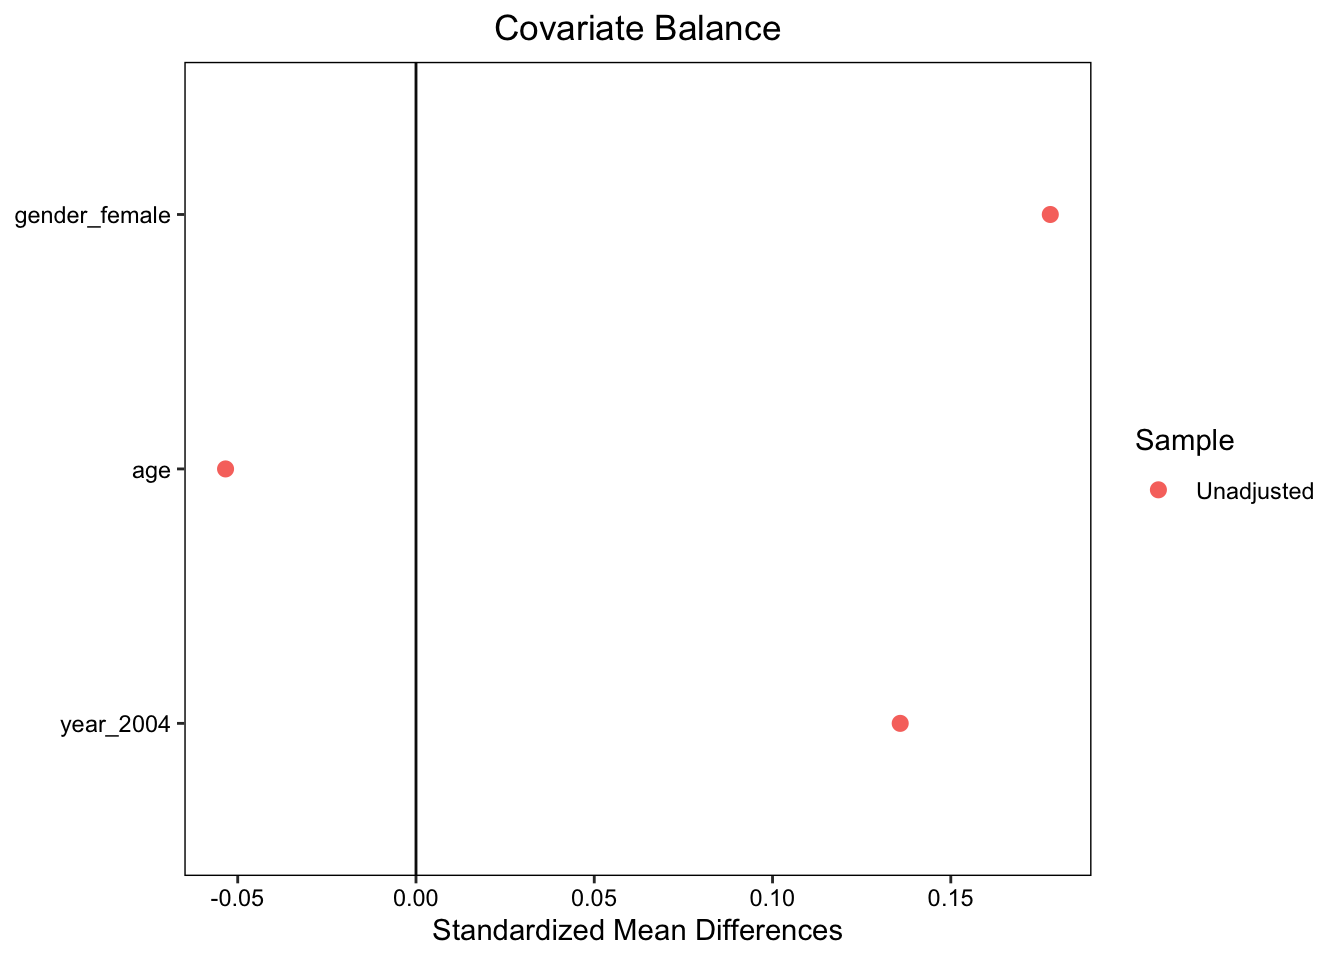 Covariate Balance
gender_female
age
year_2004
-0.05 0.00 0.05 0.10 0.15
Standardized Mean Differences
Sample
Unadjusted